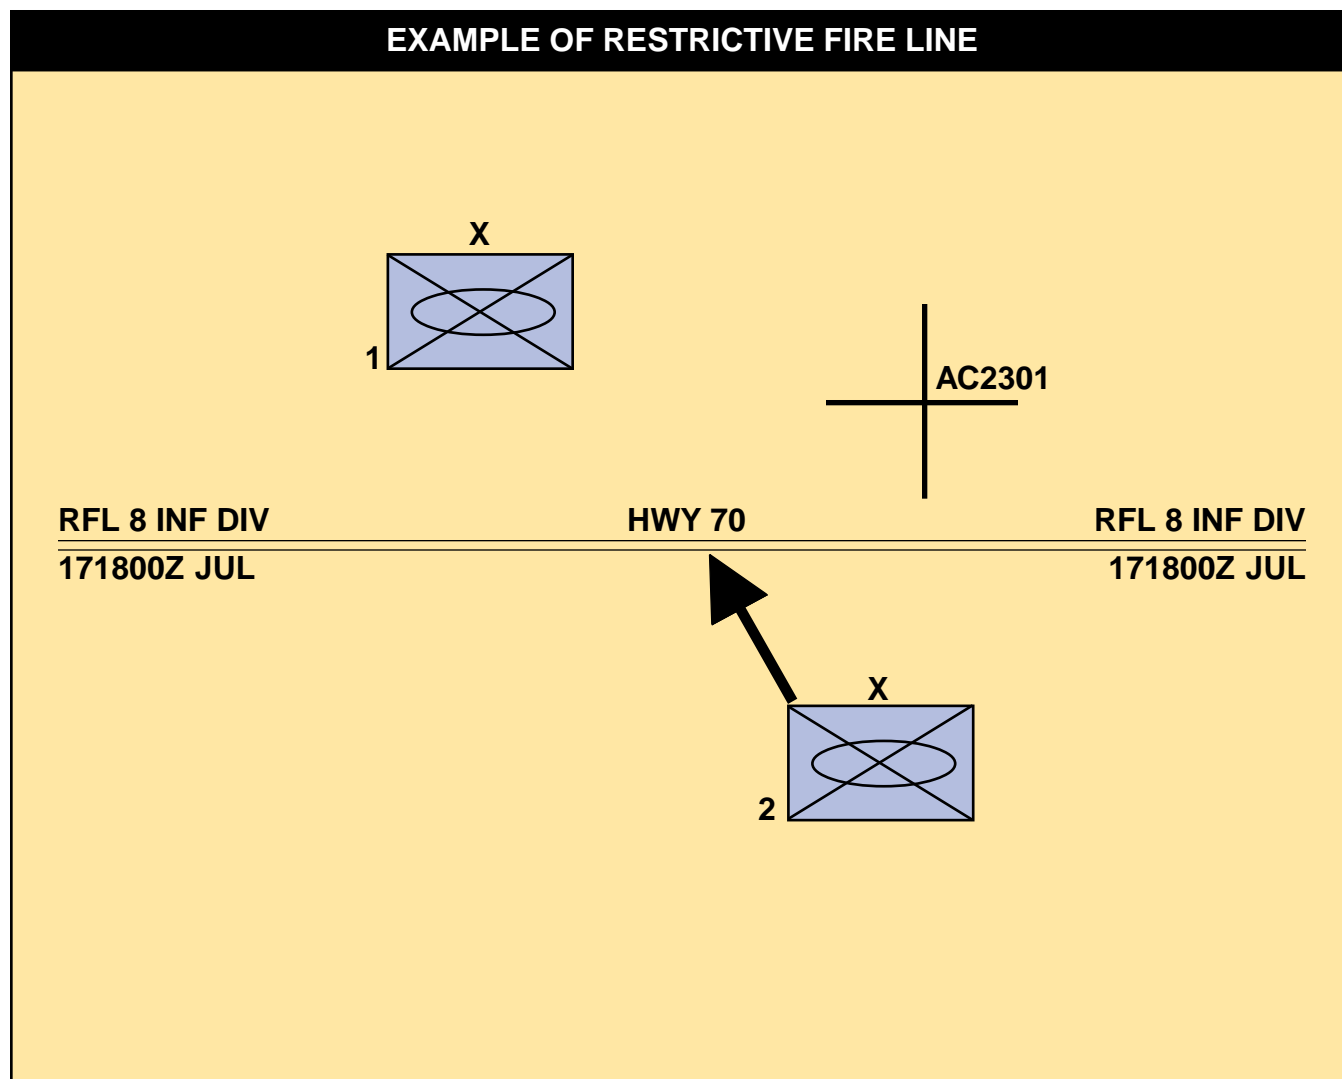 EXAMPLE OF RESTRICTIVE FIRE LINE
X
1
AC2301
RFL 8 INF DIV HWY 70 RFL 8 INF DIV
171800Z JUL 171800Z JUL
X
2